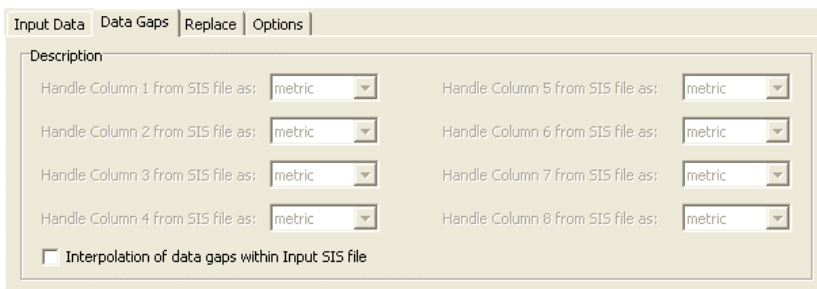 Input Data Data Gaps Replace Options
Description
Handle Column 1 from SIS file as: metric Handle Column 5 from SIS file as: metric
Handle Column 2 from SIS file as: metric Handle Column 6 from SIS file as: metric
Handle Column 3 from SIS file as: metric Handle Column 7 from SIS file as: metric
Handle Column 4 from SIS file as: metric Handle Column 8 from SIS file as: metric
Interpolation of data gaps within Input SIS file